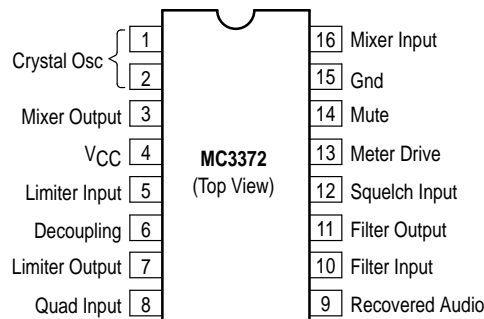 Crystal Osc
1
2
Mixer Output 3
VCC 4
Limiter Input 5
Decoupling 6
Limiter Output 7
Quad Input 8
MC3372
(Top View)
16 Mixer Input
15 Gnd
14 Mute
13 Meter Drive
12 Squelch Input
11 Filter Output
10 Filter Input
9 Recovered Audio